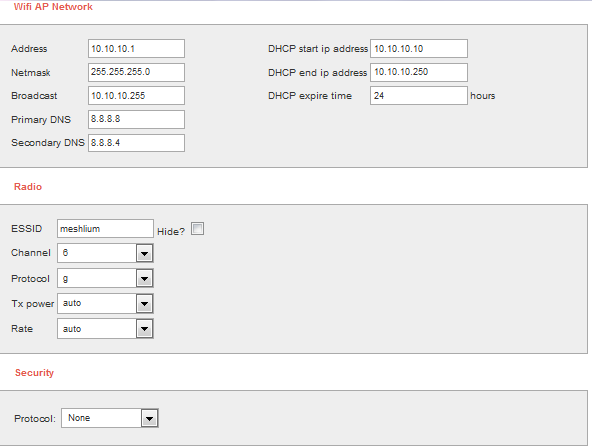 Wifi AP Network
Address 10.10.10.1 DHCP start ip address 10.10.10.10
Netmask 255.255.255.0 DHCP end ip address 10.10.10.250
Broadcast 10.10.10.255 DHCP expire time 24 hours
Primary DNS 8.8.8.8
Secondary DNS 8.8.8.4
Radio
ESSID meshlium Hide?
Channel 6
Protocol g
Tx power auto
Rate auto
Security
Protocol: None